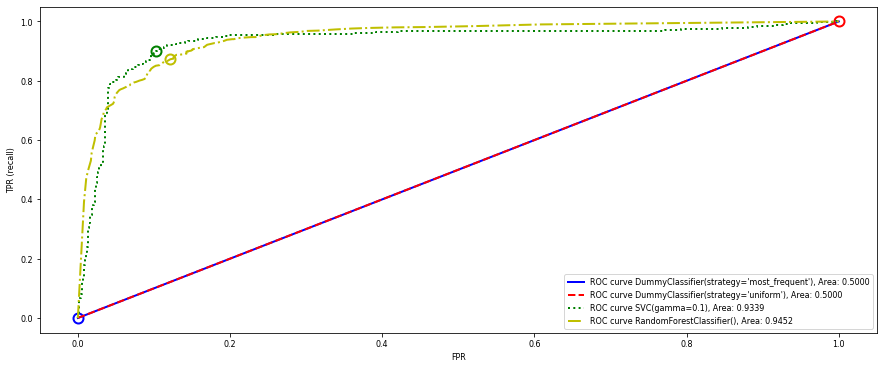 1.0
0.8
0.6
0.4
0.2
0.0
TPR (recall)
0.0 0.2 0.4 0.6 0.8 1.0
FPR
ROC curve DummyClassifier(strategy='most_frequent'), Area: 0.5000
ROC curve DummyClassifier(strategy='uniform'), Area: 0.5000
ROC curve SVC(gamma=0.1), Area: 0.9339
ROC curve RandomForestClassifier(), Area: 0.9452